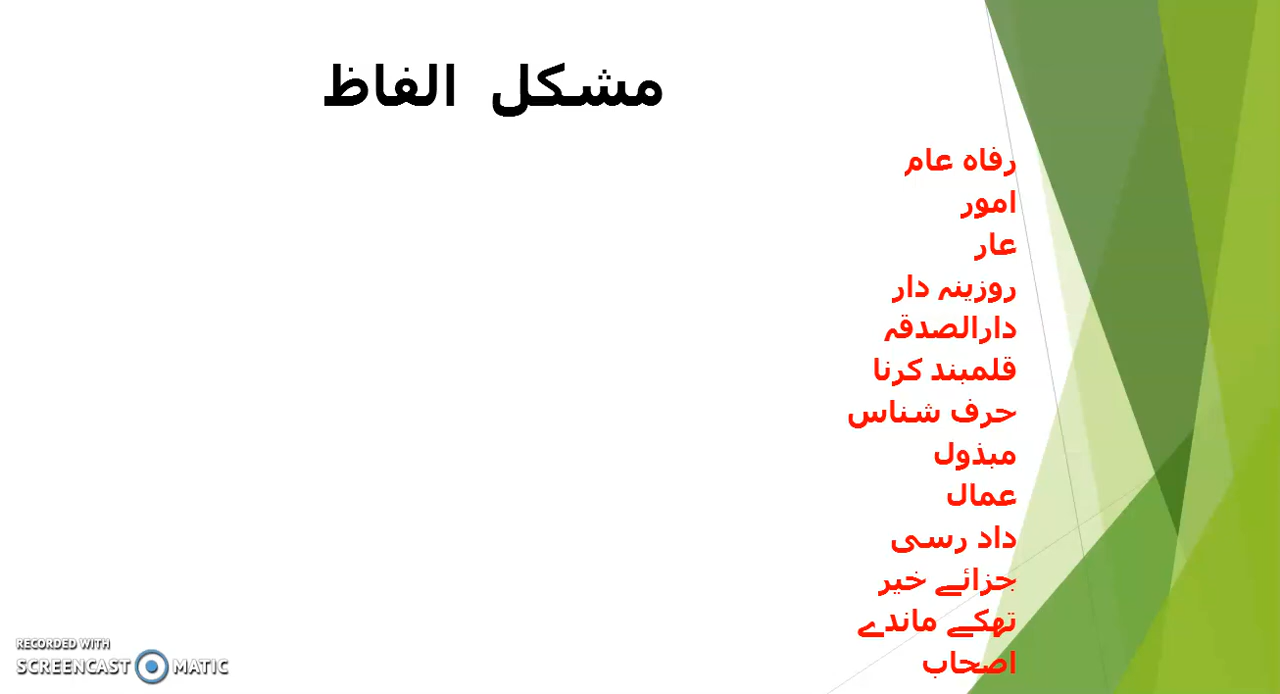 مشکل الفاظ
رفاہ عام
امور
عار
روزینہ دار
دارالصدقہ
قلمبند کرنا
حرف شناس
مبذول
عمال
داد رسی
جزائے خیر
تھکے ماندے
اصحاب
RECORDED WITH
SCREENCAST MATIC